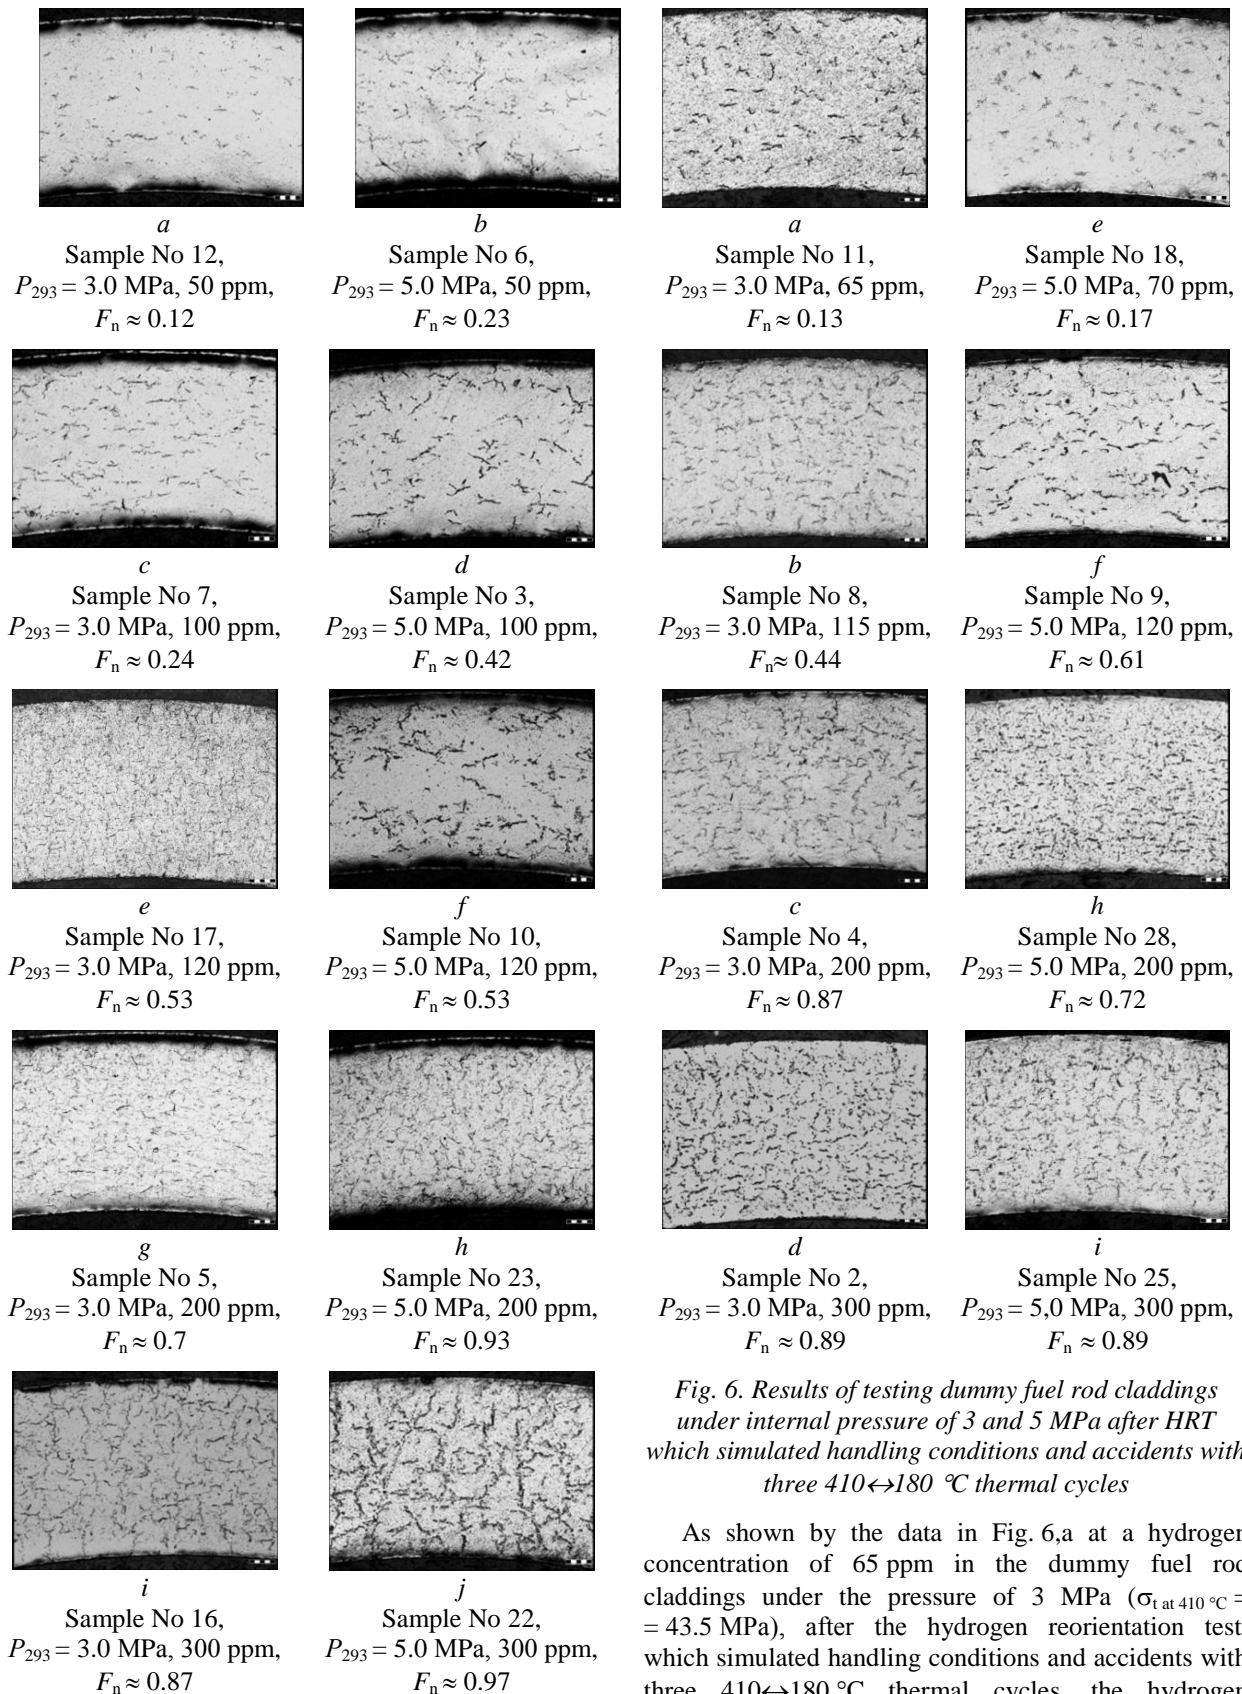 a
Sample No 12,
P293 = 3.0 MPa, 50 ppm,
Fn ≈ 0.12
b
Sample No 6,
P293 = 5.0 MPa, 50 ppm,
Fn ≈ 0.23
c
Sample No 7,
P293 = 3.0 MPa, 100 ppm,
Fn ≈ 0.24
d
Sample No 3,
P293 = 5.0 MPa, 100 ppm,
Fn ≈ 0.42
e
Sample No 17,
P293 = 3.0 MPa, 120 ppm,
Fn ≈ 0.53
f
Sample No 10,
P293 = 5.0 MPa, 120 ppm,
Fn ≈ 0.53
g
Sample No 5,
P293 = 3.0 MPa, 200 ppm,
Fn ≈ 0.7
h
Sample No 23,
P293 = 5.0 MPa, 200 ppm,
Fn ≈ 0.93
i
Sample No 16,
P293 = 3.0 MPa, 300 ppm,
Fn ≈ 0.87
j
Sample No 22,
P293 = 5.0 MPa, 300 ppm,
Fn ≈ 0.97
a
Sample No 11,
P293 = 3.0 MPa, 65 ppm,
Fn ≈ 0.13
e
Sample No 18,
P293 = 5.0 MPa, 70 ppm,
Fn ≈ 0.17
b
Sample No 8,
P293 = 3.0 MPa, 115 ppm,
Fn≈ 0.44
f
Sample No 9,
P293 = 5.0 MPa, 120 ppm,
Fn ≈ 0.61
c
Sample No 4,
P293 = 3.0 MPa, 200 ppm,
Fn ≈ 0.87
h
Sample No 28,
P293 = 5.0 MPa, 200 ppm,
Fn ≈ 0.72
d
Sample No 2,
P293 = 3.0 MPa, 300 ppm,
Fn ≈ 0.89
i
Sample No 25,
P293 = 5,0 MPa, 300 ppm,
Fn ≈ 0.89
Fig. 6. Results of testing dummy fuel rod claddings
under internal pressure of 3 and 5 MPa after HRT
which simulated handling conditions and accidents with
three 410↔180 °C thermal cycles
As shown by the data in Fig. 6,a at a hydrogen
concentration of 65 ppm in the dummy fuel rod
claddings under the pressure of 3 MPa (σt at 410 °C =
= 43.5 MPa), after the hydrogen reorientation test,
which simulated handling conditions and accidents with
three 410↔180 °C thermal cycles, the hydrogen